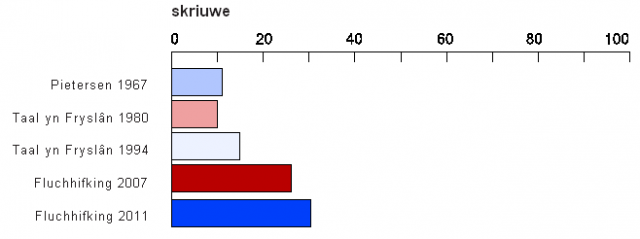 skriuwe
0 20 40 60 80 100
Pietersen 1967
Taal yn Fryslân 1980
Taal yn Fryslân 1994
Fluchhifking 2007
Fluchhifking 2011